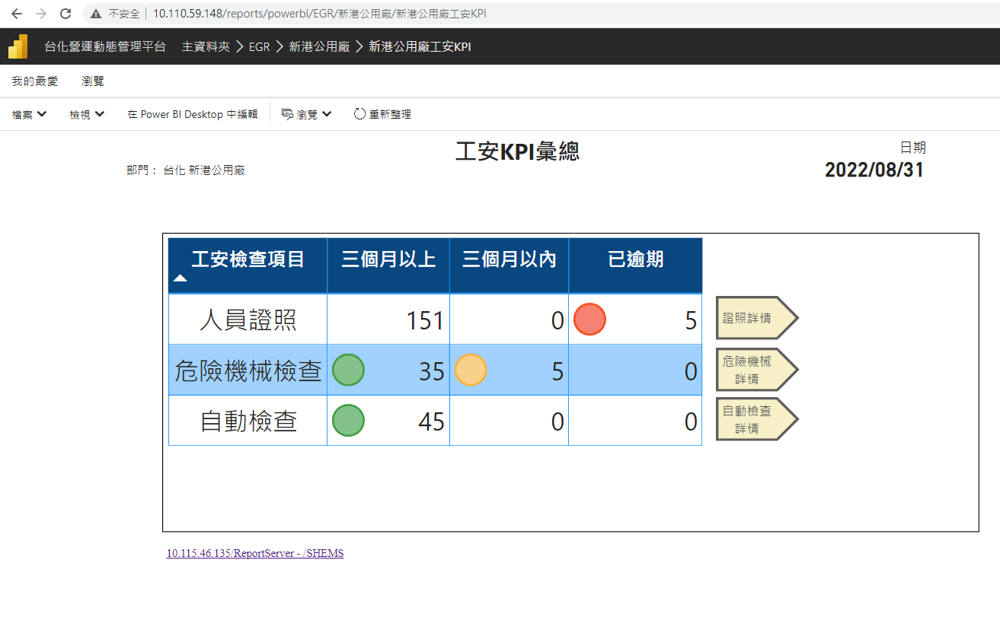 不安全 | 10.110.59.148/reports/powerbi/EGR/新港公用廠/新港公用廠工安KPI
台化營運動態管理平台 主資料夾 > EGR > 新港公用廠 > 新港公用廠工安KPI
我的最愛 瀏覽
檔案 檢視 在 Power BI Desktop 中編輯 瀏覽 重新整理
工安KPI彙總
日期
部門： 台化 新港公用廠
2022/08/31
工安檢查項目 三個月以上 三個月以內 已逾期
人員證照 151 0 5
證照詳情
危險機械檢查 35 5 0
危險機械
詳情
自動檢查 45 0 0
自動檢查
詳情
10.115.46.135/ReportServer - /SHEMS